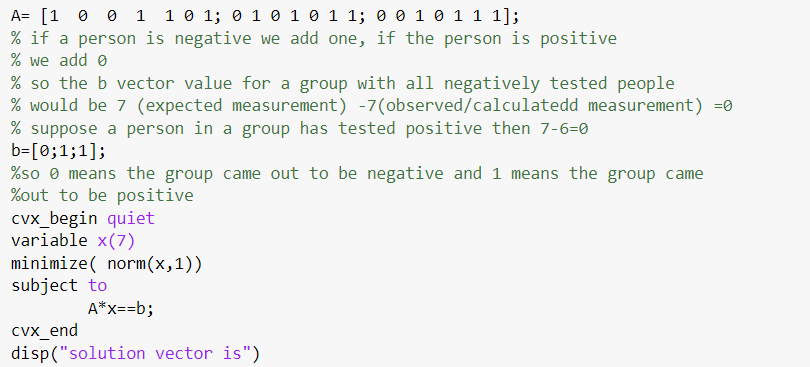 A= [1  0  0  1  1 0 1; 0 1 0 1 0 1 1; 0 0 1 0 1 1 1];
% if a person is negative we add one, if the person is positive
% we add 0
% so the b vector value for a group with all negatively tested people
% would be 7 (expected measurement) -7(observed/calculatedd measurement) =0
% suppose a person in a group has tested positive then 7-6=0
b=[0;1;1];
%so 0 means the group came out to be negative and 1 means the group came
%out to be positive
cvx_begin quiet
variable x(7)
minimize( norm(x,1))
subject to
        A*x==b;
cvx_end
disp("solution vector is")